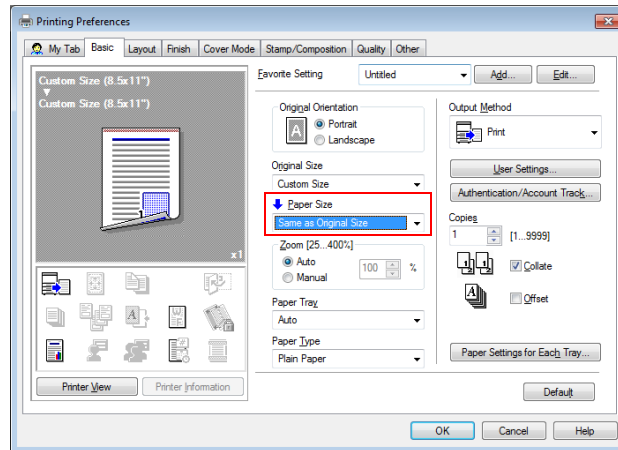 Printing Preferences
My Tab Basic Layout Finish Cover Mode Stamp/Composition Quality Other
Custom Size (8.5x11")
Custom Size (8.5x11")
x1
Printer View Printer Information
Favorite Setting Untitled Add... Edit...
Original Orientation
A Portrait
Landscape
Original Size
Custom Size
Paper Size
Same as Original Size
Zoom [25...400%]
Auto
Manual
100 %
Paper Tray
Auto
Paper Type
Plain Paper
Output Method
Print
User Settings...
Authentication/Account Track...
Copies
1 [1...9999]
Collate
Offset
Paper Settings for Each Tray...
Default
OK Cancel Help